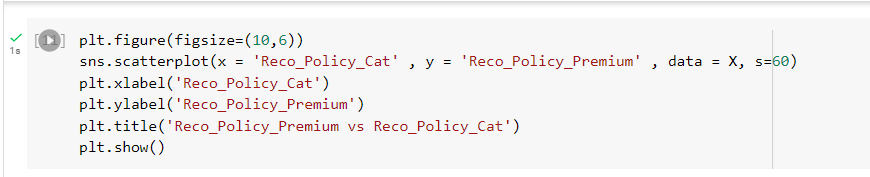 plt.figure(figsize=(10,6))
1s
sns.scatterplot(x = 'Reco_Policy_Cat' , y = 'Reco_Policy_Premium' , data = X, s=60)
plt.xlabel('Reco_Policy_Cat')
plt.ylabel('Reco_Policy_Premium')
plt.title('Reco_Policy_Premium vs Reco_Policy_Cat')
plt.show()